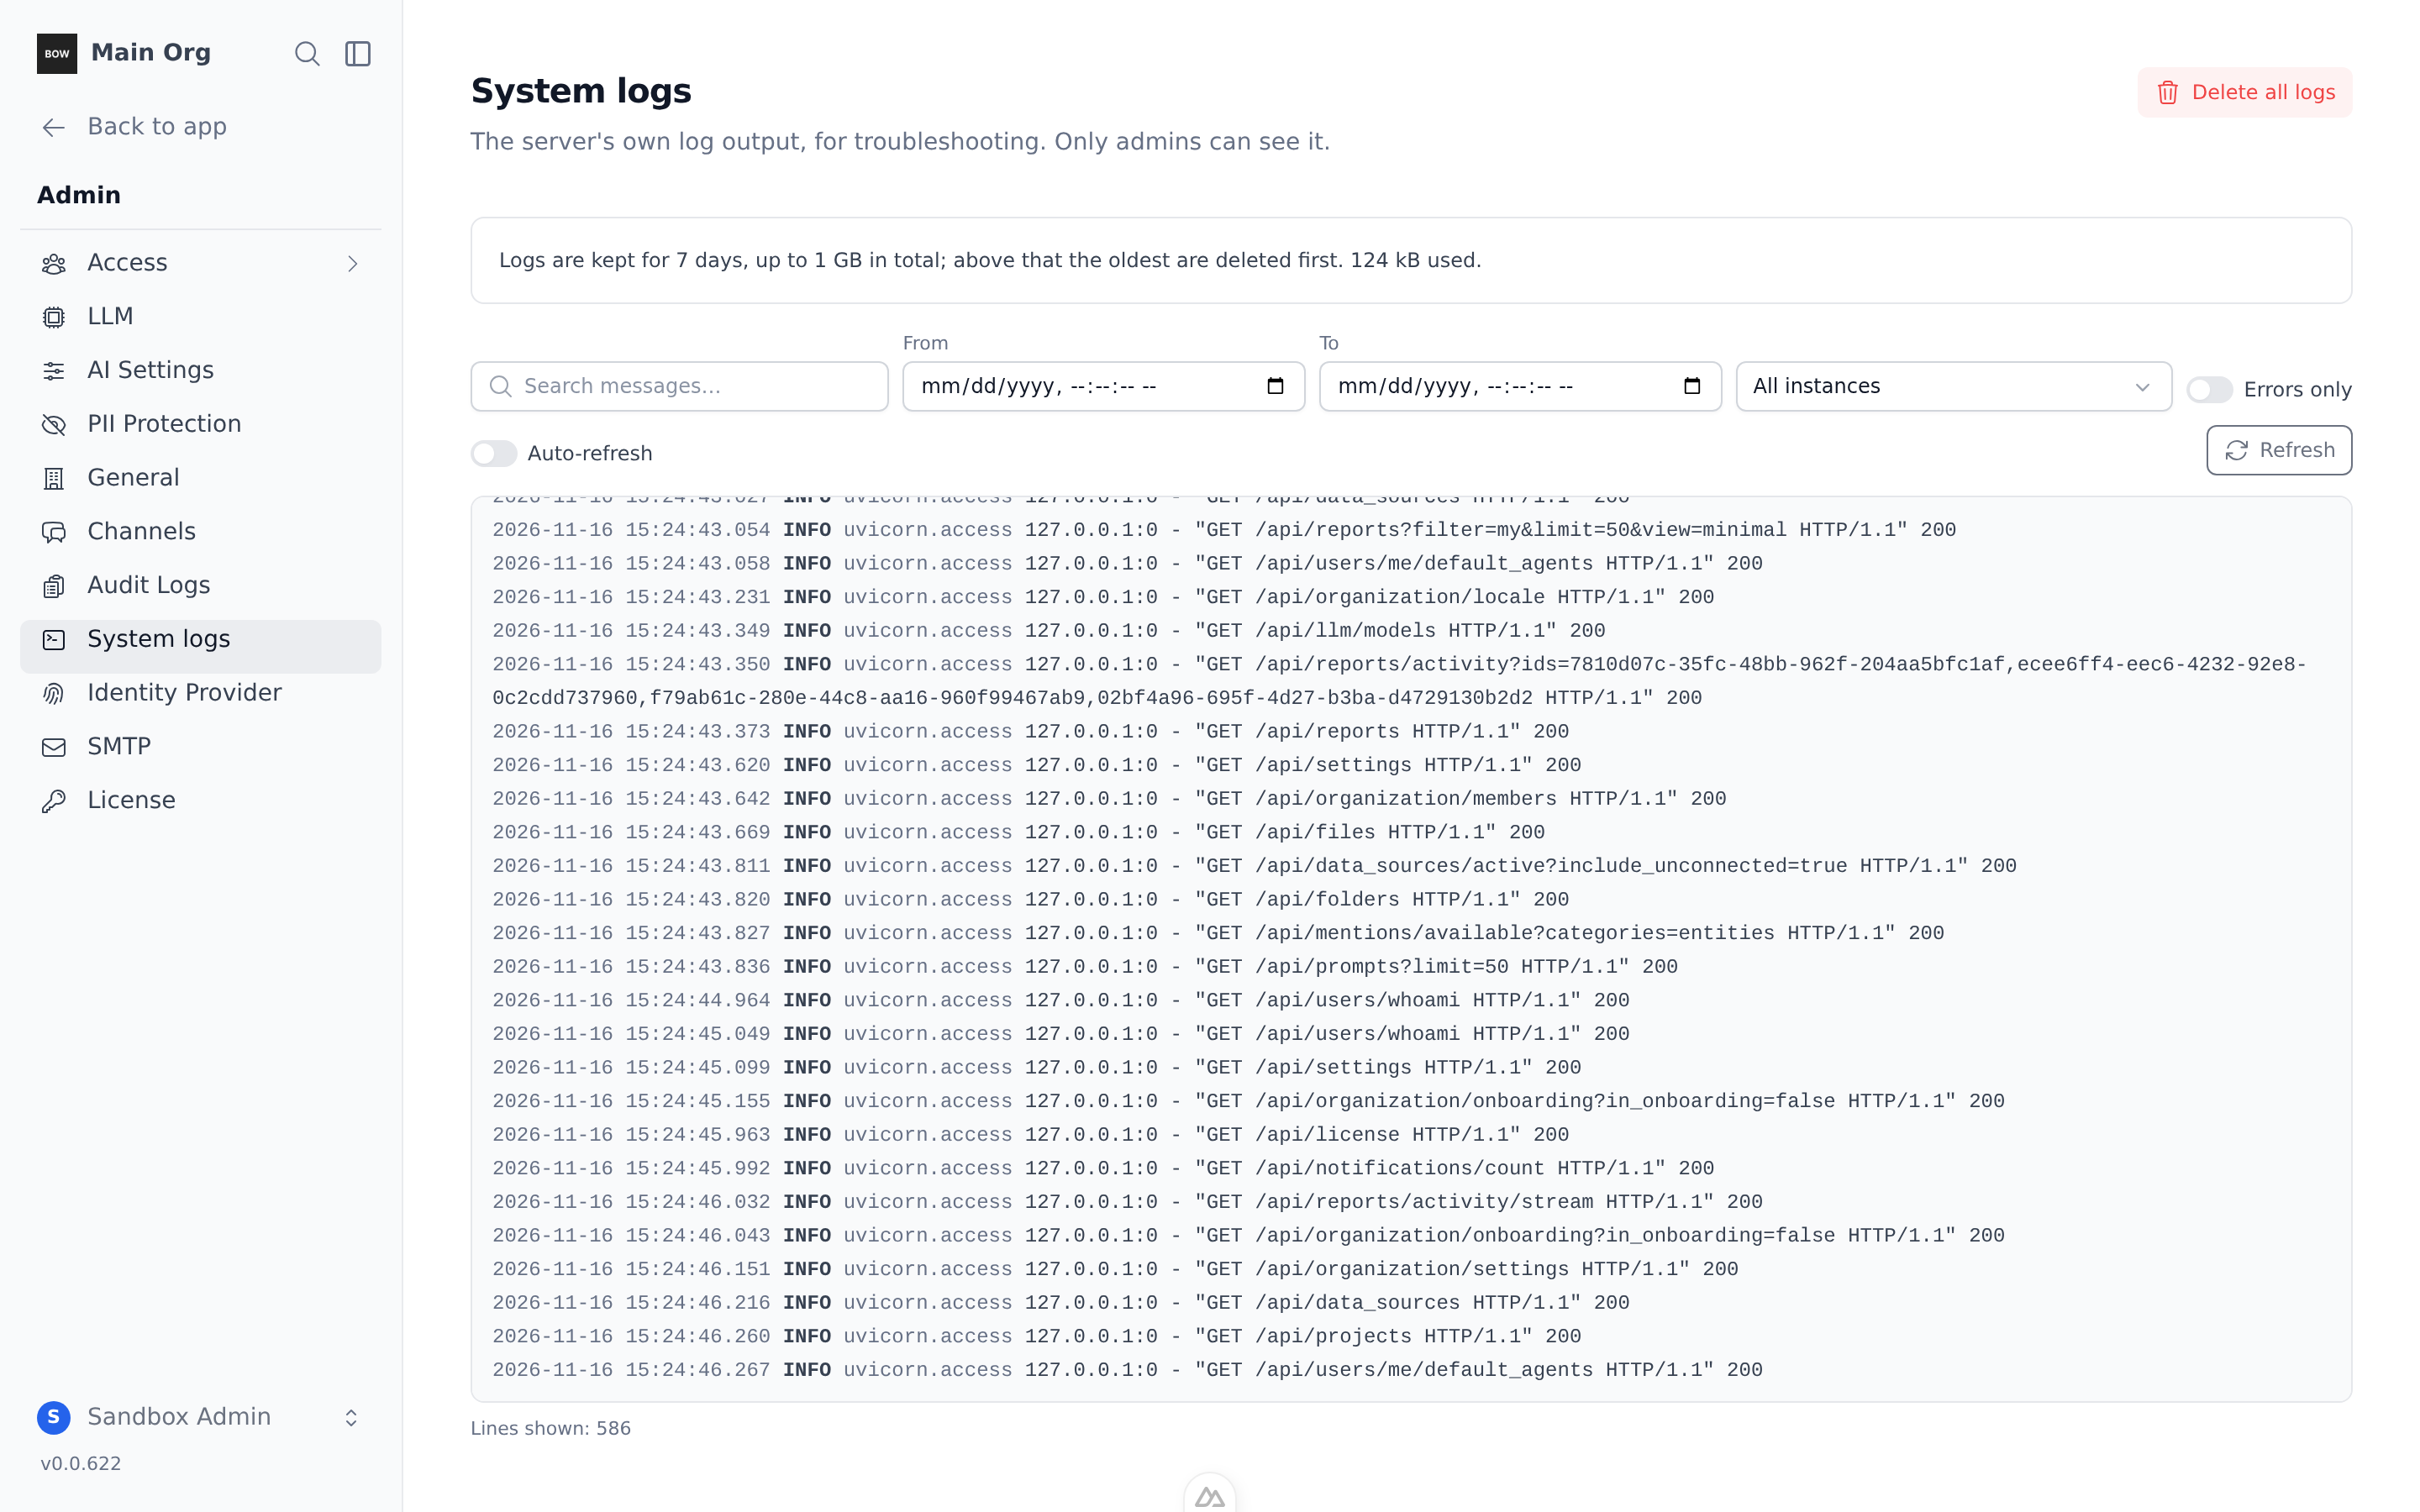 BOW Main Org
Back to app
Admin
Access
LLM
AI Settings
PII Protection
General
Channels
Audit Logs
System logs
Identity Provider
SMTP
License
S Sandbox Admin
v0.0.622
System logs
Delete all logs
The server's own log output, for troubleshooting. Only admins can see it.
Logs are kept for 7 days, up to 1 GB in total; above that the oldest are deleted first. 124 kB used.
From
To
Search messages...
mm/dd/yyyy, --:--:-- --
mm/dd/yyyy, --:--:-- --
All instances
Errors only
Auto-refresh
Refresh
2026-11-16 15:24:43.027 INFO uvicorn.access 127.0.0.1:0 - "GET /api/data_sources HTTP/1.1" 200
2026-11-16 15:24:43.054 INFO uvicorn.access 127.0.0.1:0 - "GET /api/reports?filter=my&limit=50&view=minimal HTTP/1.1" 200
2026-11-16 15:24:43.058 INFO uvicorn.access 127.0.0.1:0 - "GET /api/users/me/default_agents HTTP/1.1" 200
2026-11-16 15:24:43.231 INFO uvicorn.access 127.0.0.1:0 - "GET /api/organization/locale HTTP/1.1" 200
2026-11-16 15:24:43.349 INFO uvicorn.access 127.0.0.1:0 - "GET /api/llm/models HTTP/1.1" 200
2026-11-16 15:24:43.350 INFO uvicorn.access 127.0.0.1:0 - "GET /api/reports/activity?ids=7810d07c-35fc-48bb-962f-204aa5bfc1af,ecee6ff4-eec6-4232-92e8-
0c2cdd737960,f79ab61c-280e-44c8-aa16-960f99467ab9,02bf4a96-695f-4d27-b3ba-d4729130b2d2 HTTP/1.1" 200
2026-11-16 15:24:43.373 INFO uvicorn.access 127.0.0.1:0 - "GET /api/reports HTTP/1.1" 200
2026-11-16 15:24:43.620 INFO uvicorn.access 127.0.0.1:0 - "GET /api/settings HTTP/1.1" 200
2026-11-16 15:24:43.642 INFO uvicorn.access 127.0.0.1:0 - "GET /api/organization/members HTTP/1.1" 200
2026-11-16 15:24:43.669 INFO uvicorn.access 127.0.0.1:0 - "GET /api/files HTTP/1.1" 200
2026-11-16 15:24:43.811 INFO uvicorn.access 127.0.0.1:0 - "GET /api/data_sources/active?include_unconnected=true HTTP/1.1" 200
2026-11-16 15:24:43.820 INFO uvicorn.access 127.0.0.1:0 - "GET /api/folders HTTP/1.1" 200
2026-11-16 15:24:43.827 INFO uvicorn.access 127.0.0.1:0 - "GET /api/mentions/available?categories=entities HTTP/1.1" 200
2026-11-16 15:24:43.836 INFO uvicorn.access 127.0.0.1:0 - "GET /api/prompts?limit=50 HTTP/1.1" 200
2026-11-16 15:24:44.964 INFO uvicorn.access 127.0.0.1:0 - "GET /api/users/whoami HTTP/1.1" 200
2026-11-16 15:24:45.049 INFO uvicorn.access 127.0.0.1:0 - "GET /api/users/whoami HTTP/1.1" 200
2026-11-16 15:24:45.099 INFO uvicorn.access 127.0.0.1:0 - "GET /api/settings HTTP/1.1" 200
2026-11-16 15:24:45.155 INFO uvicorn.access 127.0.0.1:0 - "GET /api/organization/onboarding?in_onboarding=false HTTP/1.1" 200
2026-11-16 15:24:45.963 INFO uvicorn.access 127.0.0.1:0 - "GET /api/license HTTP/1.1" 200
2026-11-16 15:24:45.992 INFO uvicorn.access 127.0.0.1:0 - "GET /api/notifications/count HTTP/1.1" 200
2026-11-16 15:24:46.032 INFO uvicorn.access 127.0.0.1:0 - "GET /api/reports/activity/stream HTTP/1.1" 200
2026-11-16 15:24:46.043 INFO uvicorn.access 127.0.0.1:0 - "GET /api/organization/onboarding?in_onboarding=false HTTP/1.1" 200
2026-11-16 15:24:46.151 INFO uvicorn.access 127.0.0.1:0 - "GET /api/organization/settings HTTP/1.1" 200
2026-11-16 15:24:46.216 INFO uvicorn.access 127.0.0.1:0 - "GET /api/data_sources HTTP/1.1" 200
2026-11-16 15:24:46.260 INFO uvicorn.access 127.0.0.1:0 - "GET /api/projects HTTP/1.1" 200
2026-11-16 15:24:46.267 INFO uvicorn.access 127.0.0.1:0 - "GET /api/users/me/default_agents HTTP/1.1" 200
Lines shown: 586